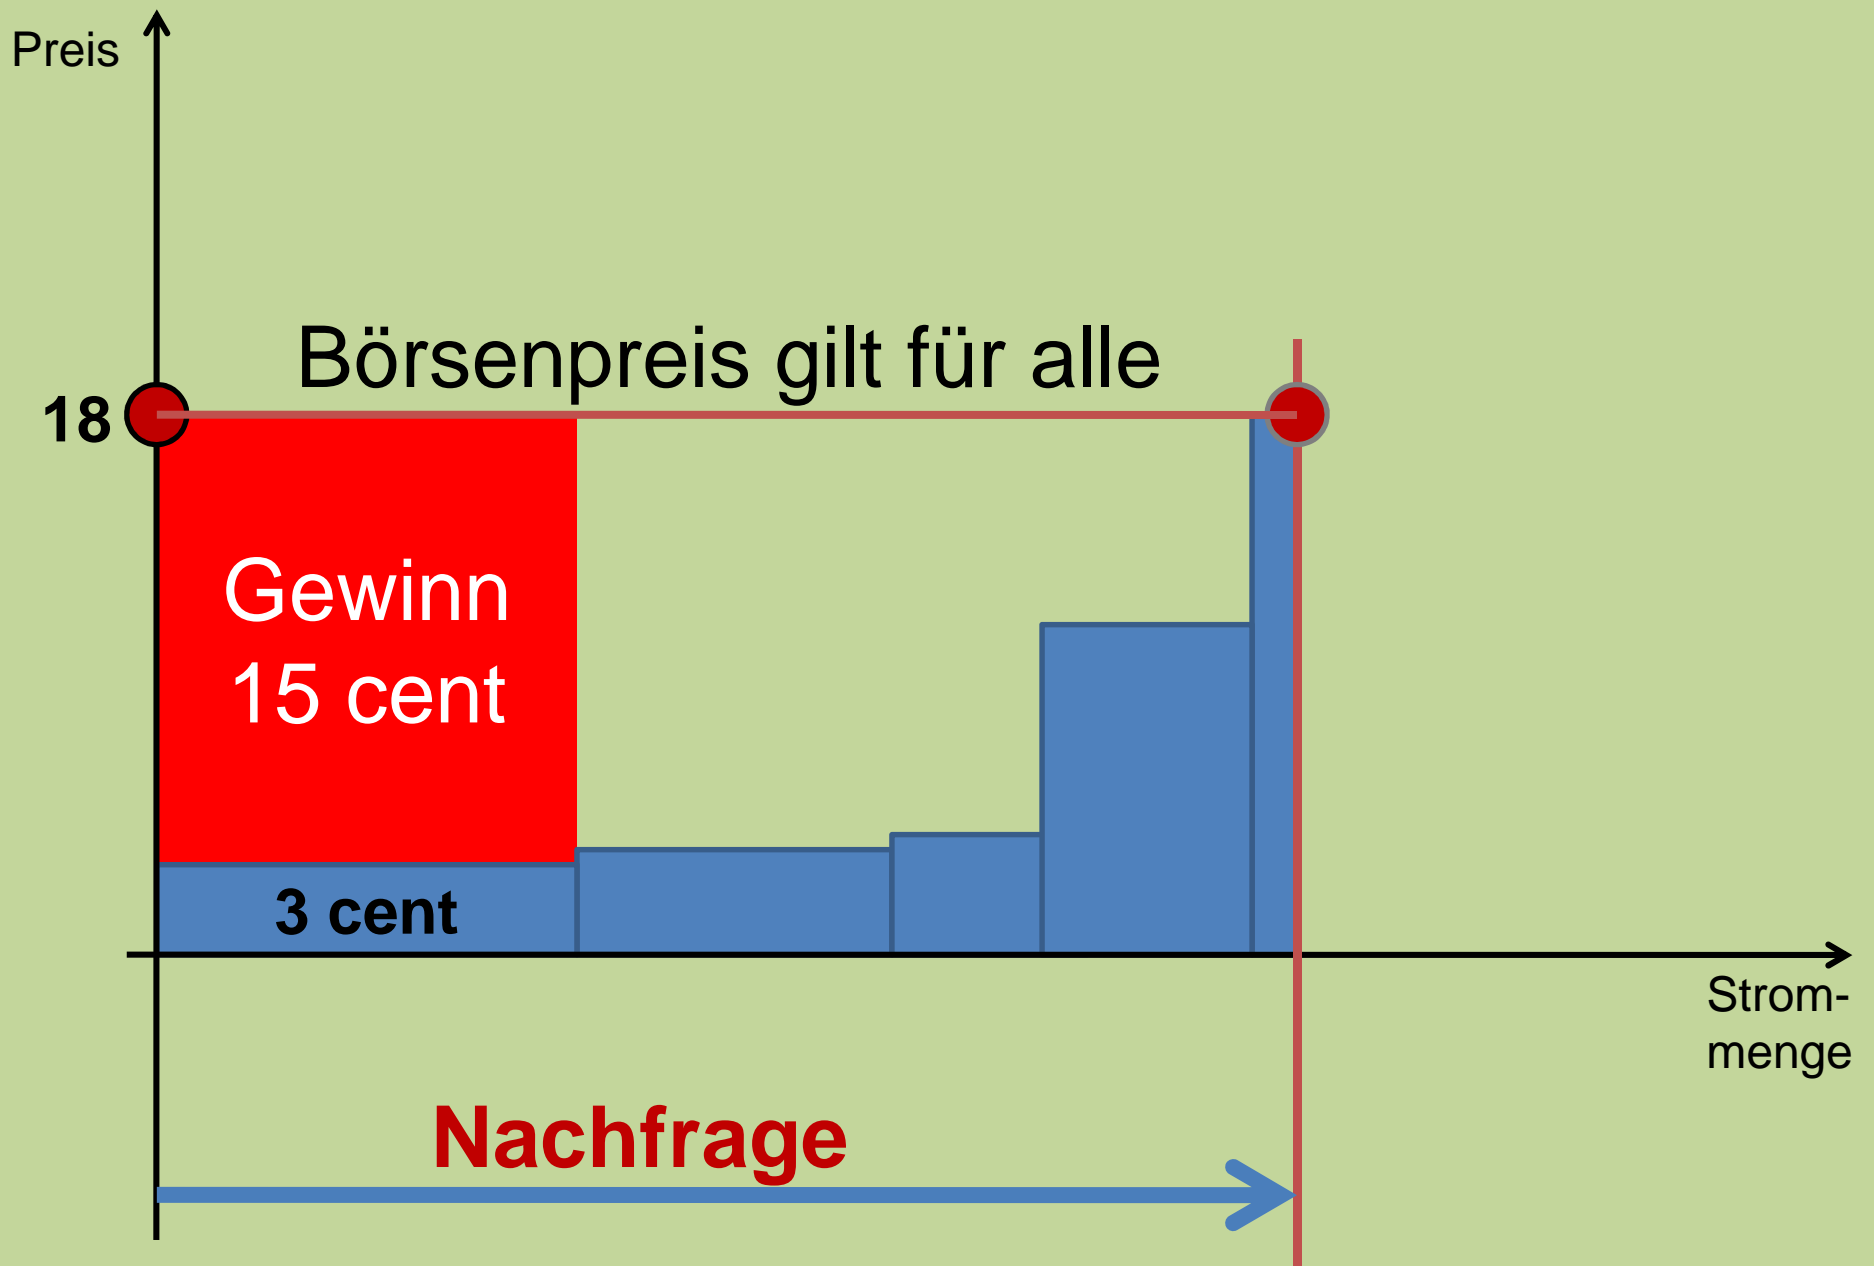 Preis
Börsenpreis gilt für alle
18
Gewinn
15 cent
3 cent
Strom-
menge
Nachfrage